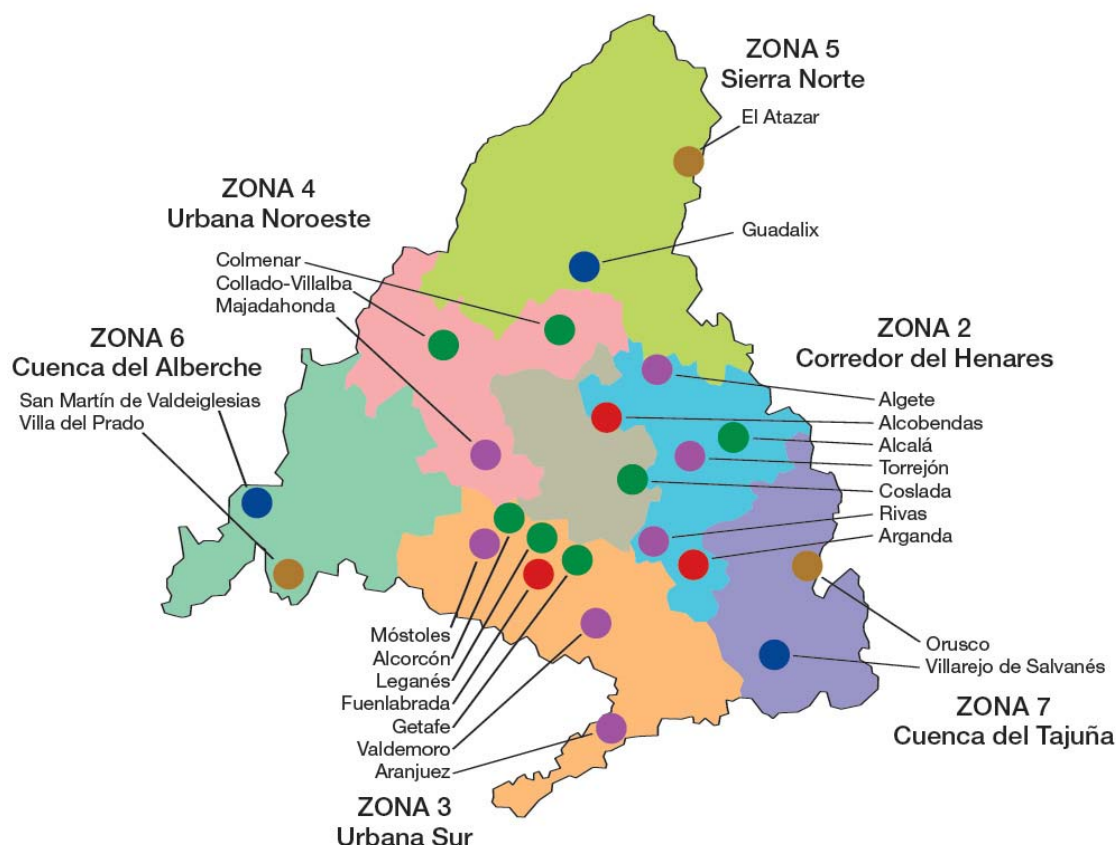 ZONA 5
Sierra Norte
El Atazar
Guadalix
ZONA 4
Urbana Noroeste
Colmenar
Collado-Villalba
Majadahonda
ZONA 6
Cuenca del Alberche
San Martín de Valdeiglesias
Villa del Prado
ZONA 2
Corredor del Henares
Algete
Alcobendas
Alcalá
Torrejón
Coslada
Rivas
Arganda
Móstoles
Alcorcón
Leganés
Fuenlabrada
Getafe
Valdemoro
Aranjuez
ZONA 3
Urbana Sur
Orusco
Villarejo de Salvanés
ZONA 7
Cuenca del Tajuña